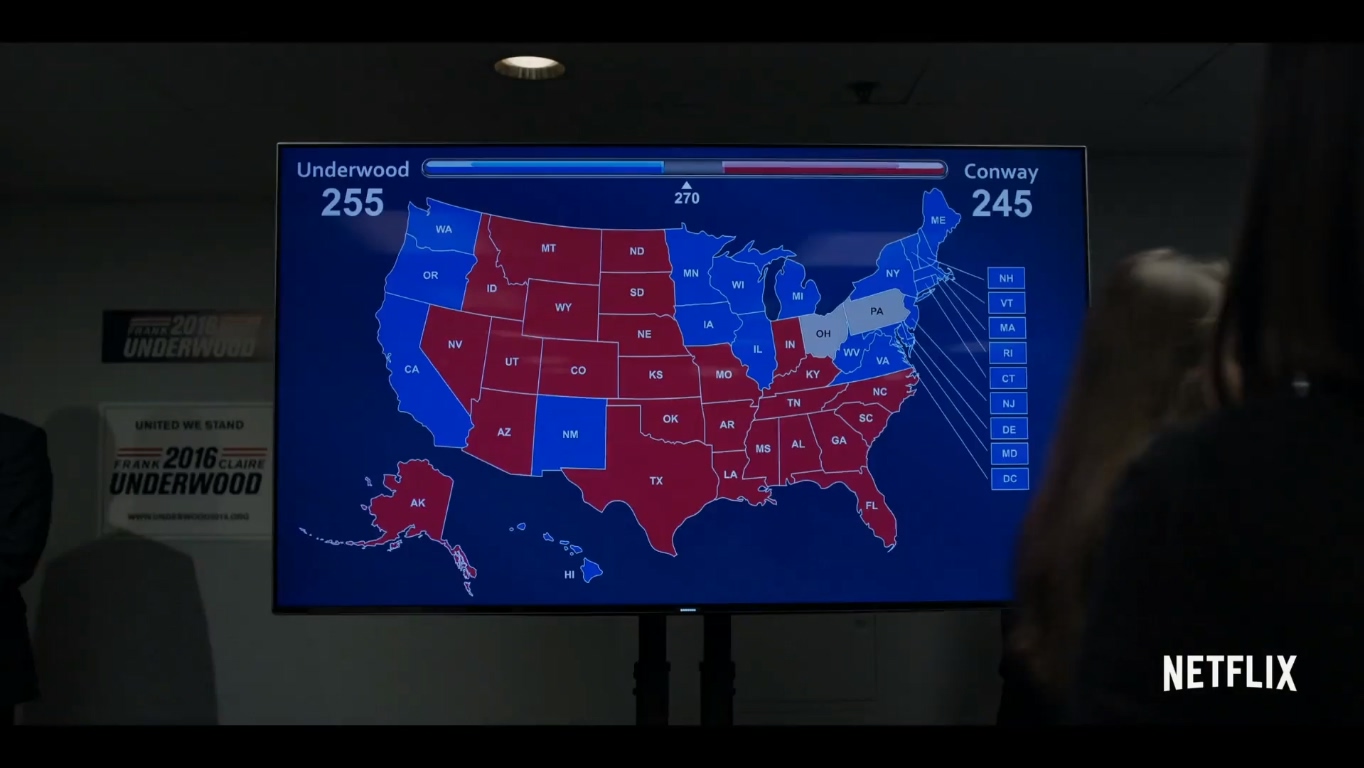 Underwood
255
270
Conway
245
WA
OR
CA
NV
ID
MT
WY
UT
CO
AZ
NM
ND
SD
NE
KS
OK
TX
MN
IA
MO
AR
LA
WI
IL
MI
IN
OH
KY
TN
MS
AL
GA
FL
SC
NC
VA
WV
PA
NY
ME
AK
HI
NH
VT
MA
RI
CT
NJ
DE
MD
DC
FRANK 2016
UNDERWOOD
UNITED WE STAND
FRANK 2016 CLAIRE
UNDERWOOD
WWW.UNDERWOOD2016.ORG
NETFLIX